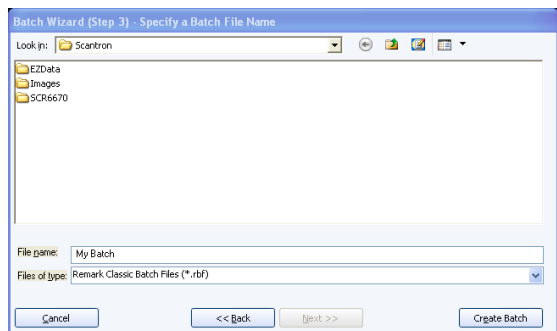 Batch Wizard (Step 3) - Specify a Batch File Name
Look in: Scantron
EZData
Images
SCR6670
File name: My Batch
Files of type: Remark Classic Batch Files (*.rbf)
Cancel << Back Next >> Create Batch